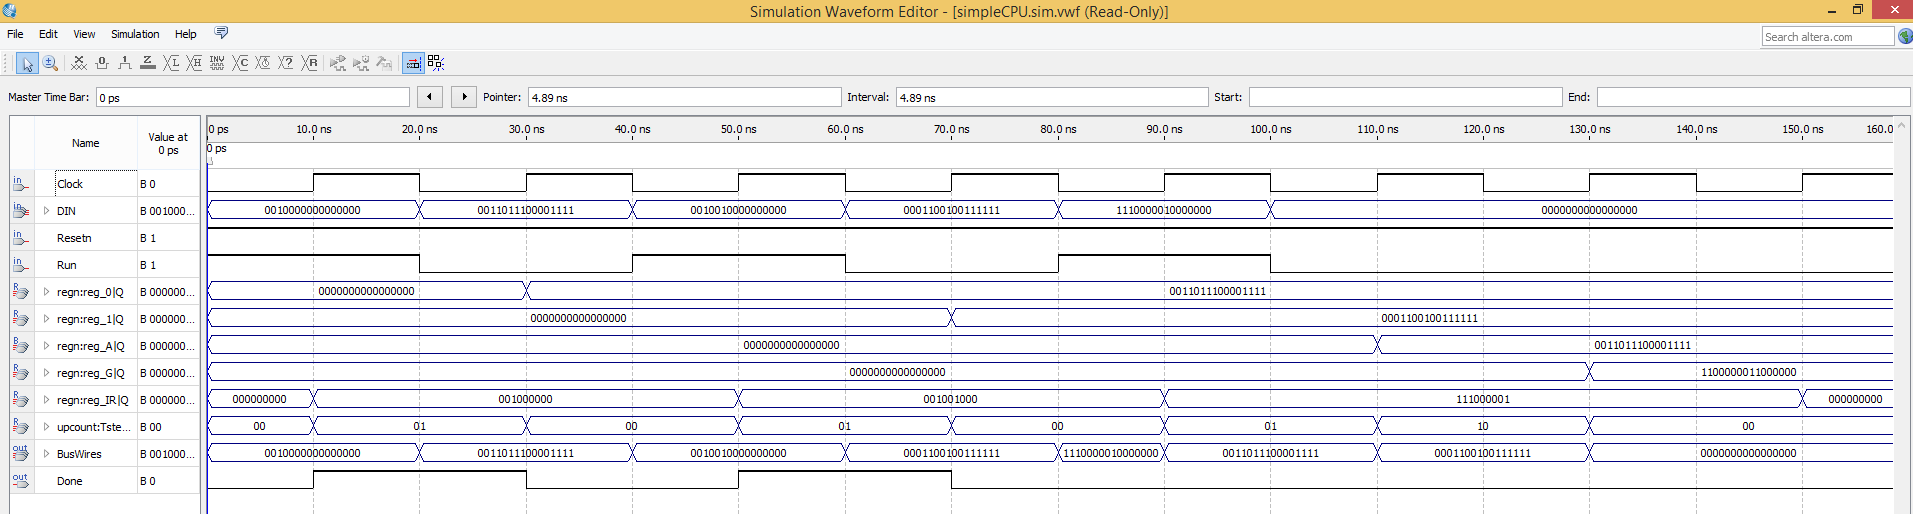 Simulation Waveform Editor - [simpleCPU.sim.vwf (Read-Only)]
File Edit View Simulation Help
Search altera.com
Master Time Bar: 0 ps Pointer: 4.89 ns Interval: 4.89 ns Start: End:
Name Value at 0 ps 0 ps 10.0 ns 20.0 ns 30.0 ns 40.0 ns 50.0 ns 60.0 ns 70.0 ns 80.0 ns 90.0 ns 100.0 ns 110.0 ns 120.0 ns 130.0 ns 140.0 ns 150.0 ns 160.0
0 ps
Clock B 0
DIN B 001000... 0010000000000000 0011011100001111 0010010000000000 0001100100111111 1110000010000000 0000000000000000
Resetn B 1
Run B 1
regn:reg_0|Q B 000000... 0000000000000000 0011011100001111
regn:reg_1|Q B 000000... 0000000000000000 0001100100111111
regn:reg_A|Q B 000000... 0000000000000000 0011011100001111
regn:reg_G|Q B 000000... 0000000000000000 1100000011000000
regn:reg_IR|Q B 000000... 000000000 001000000 001001000 111000001 000000000
upcount:Tste... B 00 00 01 00 01 00 01 10 00
BusWires B 001000... 0010000000000000 0011011100001111 0010010000000000 0001100100111111 1110000010000000 0011011100001111 0001100100111111 0000000000000000
Done B 0